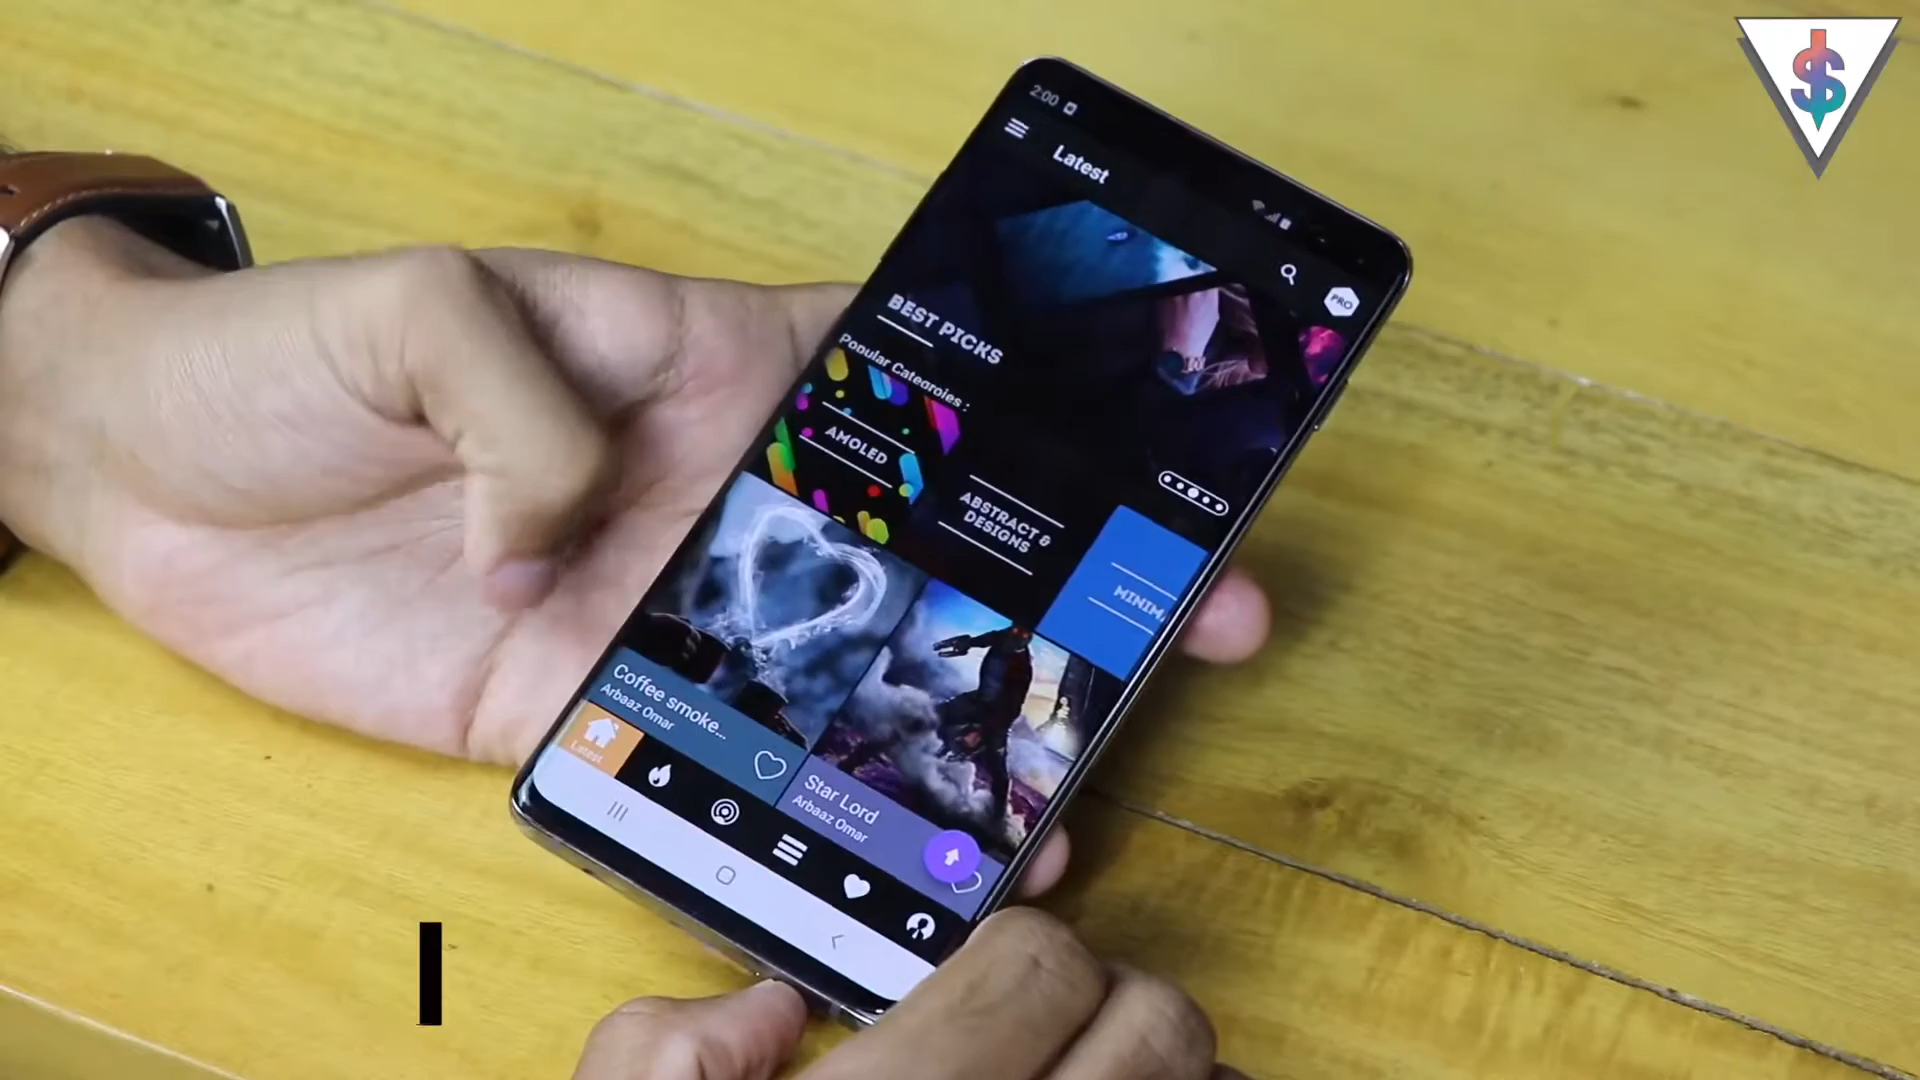 2:00
Latest
PRO
BEST PICKS
Popular Categroies :
AMOLED
ABSTRACT &
DESIGNS
MINIM
Coffee smoke...
Arbaaz Omar
Star Lord
Arbaaz Omar
Latest
$